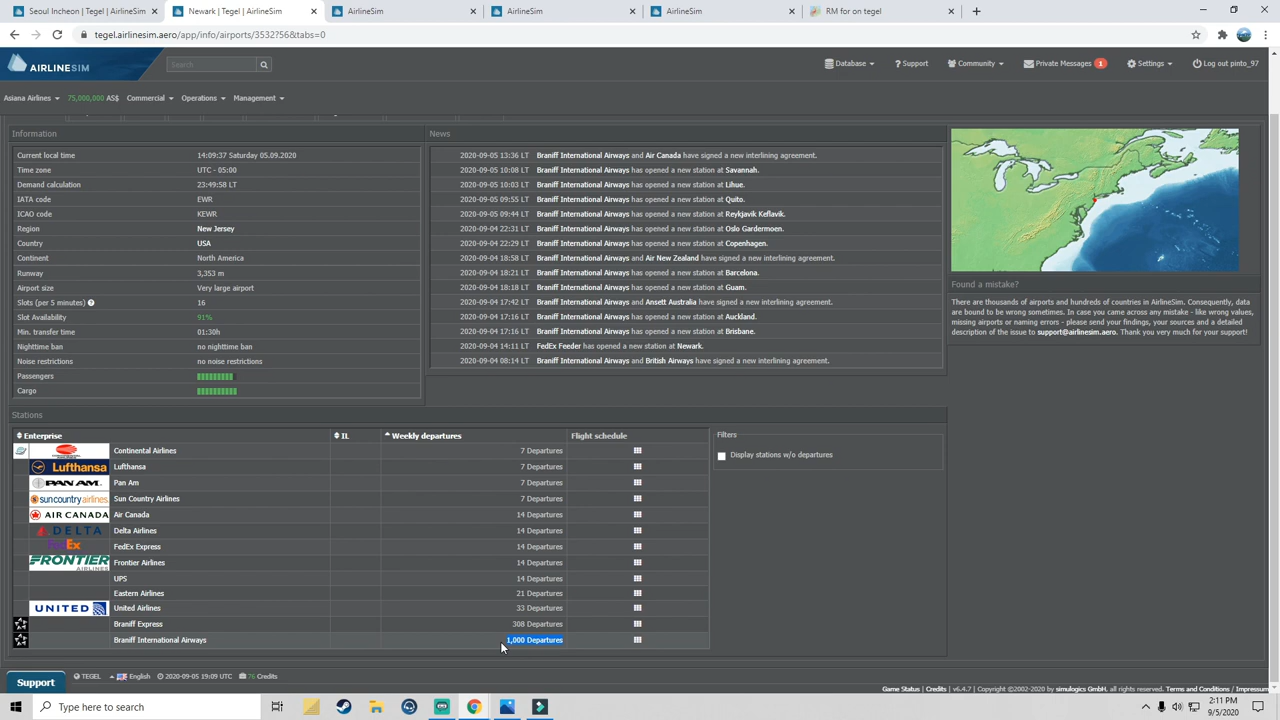 Seoul Incheon | Tegel | AirlineSim
Newark | Tegel | AirlineSim
AirlineSim
AirlineSim
AirlineSim
RM for on tegel
tegel.airlinesim.aero/app/info/airports/3532?56&tabs=0
AIRLINESIM
Search
Database
Support
Community
Private Messages 1
Settings
Log out pinto_97
Asiana Airlines
75,000,000 AS$
Commercial
Operations
Management
Information
Current local time 14:09:37 Saturday 05.09.2020
Time zone UTC - 05:00
Demand calculation 23:49:58 LT
IATA code EWR
ICAO code KEWR
Region New Jersey
Country USA
Continent North America
Runway 3,353 m
Airport size Very large airport
Slots (per 5 minutes) 16
Slot Availability 91%
Min. transfer time 01:30h
Nighttime ban no nighttime ban
Noise restrictions no noise restrictions
Passengers
Cargo
News
2020-09-05 13:36 LT Braniff International Airways and Air Canada have signed a new interlining agreement.
2020-09-05 10:08 LT Braniff International Airways has opened a new station at Savannah.
2020-09-05 10:03 LT Braniff International Airways has opened a new station at Lihue.
2020-09-05 09:55 LT Braniff International Airways has opened a new station at Quito.
2020-09-05 09:44 LT Braniff International Airways has opened a new station at Reykjavik Keflavik.
2020-09-04 22:31 LT Braniff International Airways has opened a new station at Oslo Gardermoen.
2020-09-04 22:29 LT Braniff International Airways has opened a new station at Copenhagen.
2020-09-04 18:58 LT Braniff International Airways and Air New Zealand have signed a new interlining agreement.
2020-09-04 18:21 LT Braniff International Airways has opened a new station at Barcelona.
2020-09-04 18:18 LT Braniff International Airways has opened a new station at Guam.
2020-09-04 17:42 LT Braniff International Airways and Ansett Australia have signed a new interlining agreement.
2020-09-04 17:16 LT Braniff International Airways has opened a new station at Auckland.
2020-09-04 17:16 LT Braniff International Airways has opened a new station at Brisbane.
2020-09-04 14:11 LT FedEx Feeder has opened a new station at Newark.
2020-09-04 08:14 LT Braniff International Airways and British Airways have signed a new interlining agreement.
Found a mistake?
There are thousands of airports and hundreds of countries in AirlineSim. Consequently, data
are bound to be wrong sometimes. In case you came across any mistake - like wrong values,
missing airports or naming errors - please send your findings, your sources and a detailed
description of the issue to support@airlinesim.aero. Thank you very much for your support!
Stations
Enterprise IL Weekly departures Flight schedule
Continental Airlines 7 Departures
Lufthansa Lufthansa 7 Departures
PAN AM Pan Am 7 Departures
sun country airlines Sun Country Airlines 7 Departures
AIR CANADA Air Canada 14 Departures
DELTA Delta Airlines 14 Departures
FedEx FedEx Express 14 Departures
FRONTIER AIRLINES Frontier Airlines 14 Departures
UPS 14 Departures
Eastern Airlines 21 Departures
UNITED United Airlines 33 Departures
Braniff Express 308 Departures
Braniff International Airways 1,000 Departures
Filters
Display stations w/o departures
Support
TEGEL
English
2020-09-05 19:09 UTC
76 Credits
Game Status | Credits | v6.4.7 | Copyright ©2002-2020 by simulogics GmbH, all rights reserved. Terms and Conditions / Impressum
Type here to search
2:11 PM
9/5/2020